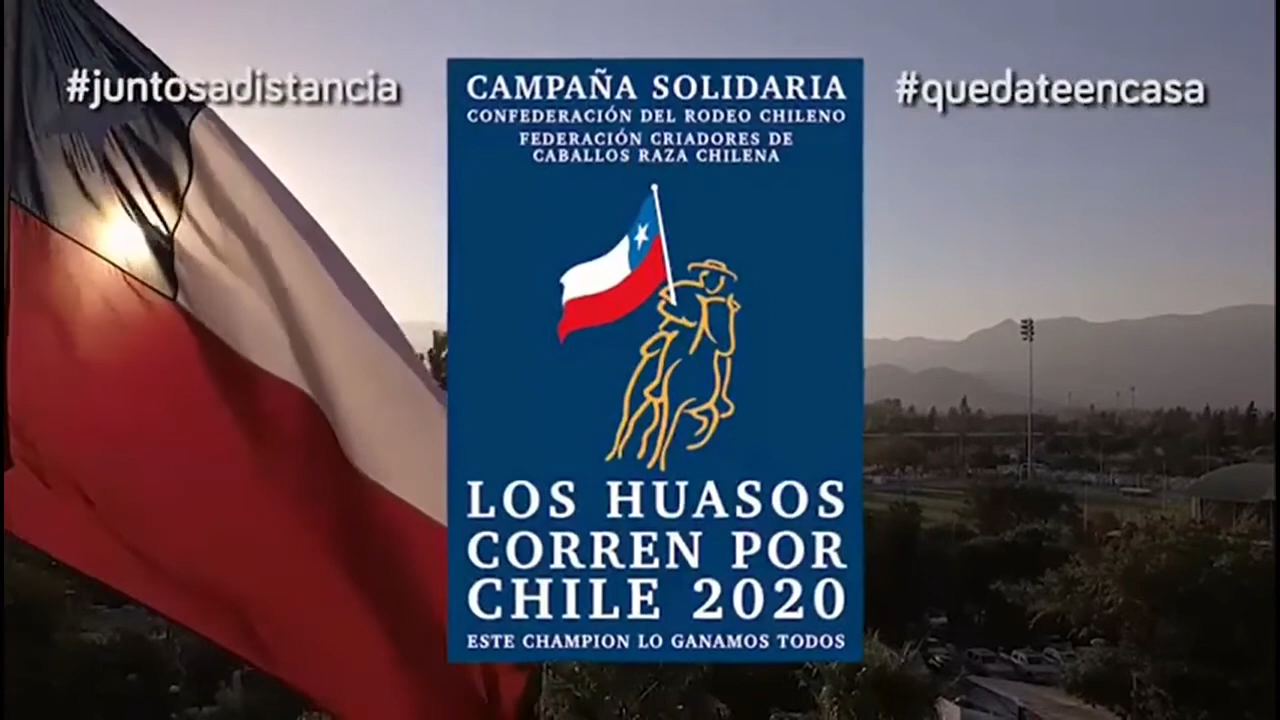 #juntosadistancia
CAMPAÑA SOLIDARIA
CONFEDERACIÓN DEL RODEO CHILENO
FEDERACIÓN CRIADORES DE
CABALLOS RAZA CHILENA
#quedateencasa
LOS HUASOS
CORREN POR
CHILE 2020
ESTE CHAMPION LO GANAMOS TODOS